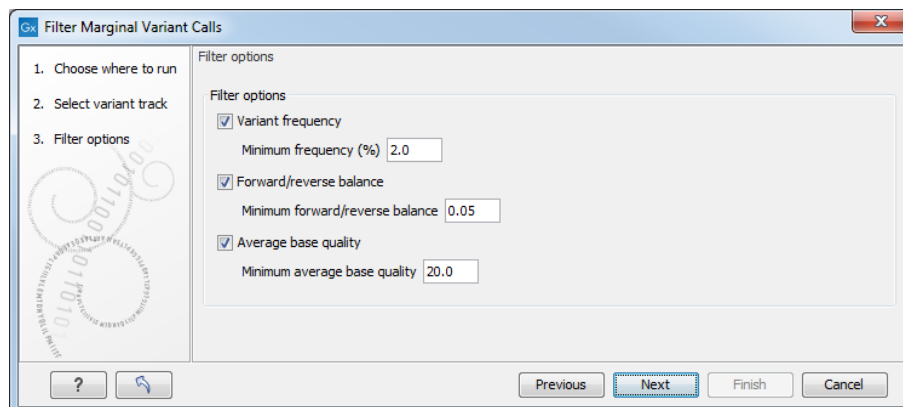 Gx Filter Marginal Variant Calls
1. Choose where to run
2. Select variant track
3. Filter options
Filter options
Filter options
Variant frequency
Minimum frequency (%) 2.0
Forward/reverse balance
Minimum forward/reverse balance 0.05
Average base quality
Minimum average base quality 20.0
? Previous Next Finish Cancel